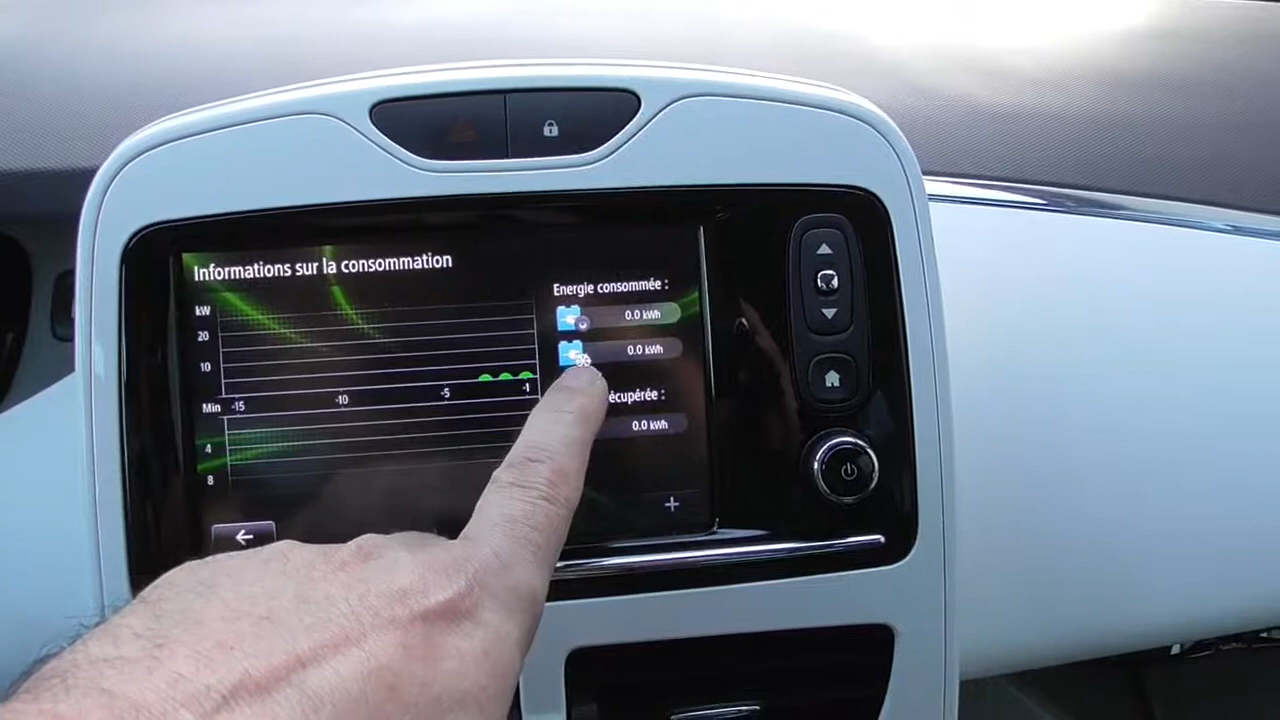 Informations sur la consommation
Energie consommée :
kW
20
10
0.0 kWh
0.0 kWh
Min -15 -10 -5 -1
écupérée :
0.0 kWh
4
8
+